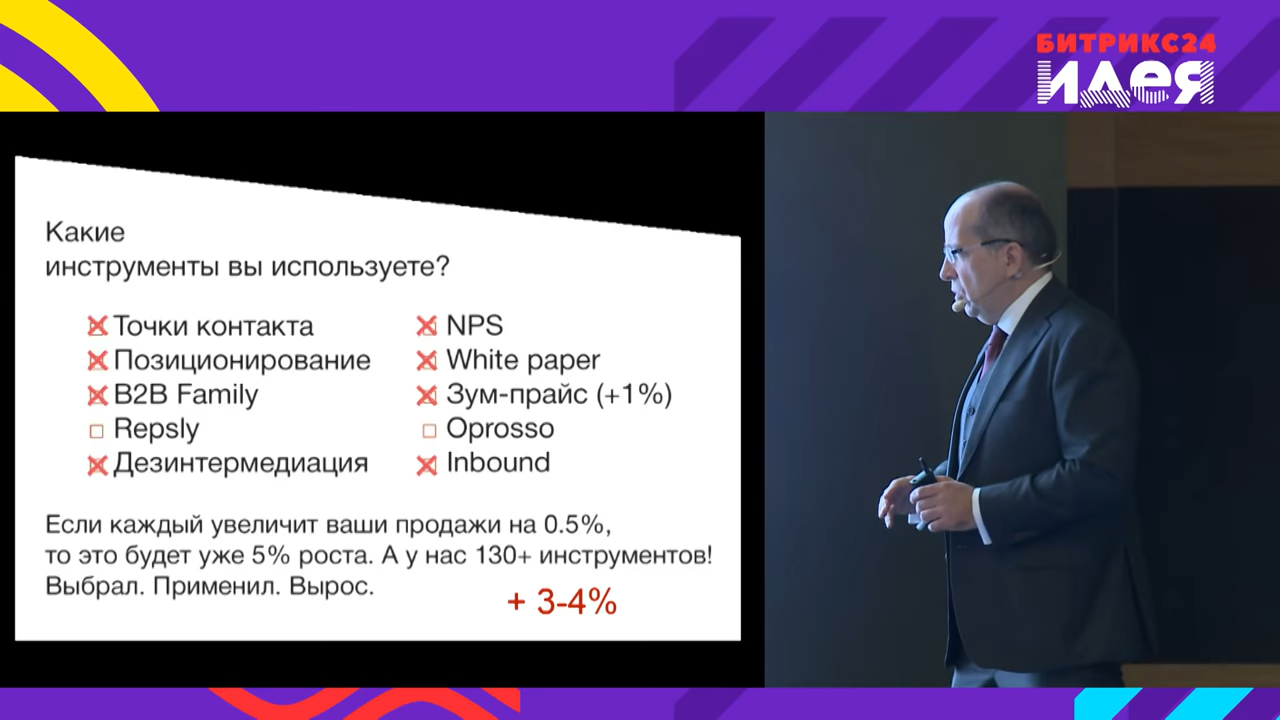 БИТРИКС24
ИДЕЯ
Какие
инструменты вы используете?
Точки контакта
Позиционирование
B2B Family
Repsly
Дезинтермедиация
NPS
White paper
Зум-прайс (+1%)
Oprosso
Inbound
Если каждый увеличит ваши продажи на 0.5%,
то это будет уже 5% роста. А у нас 130+ инструментов!
Выбрал. Применил. Вырос.
+ 3-4%